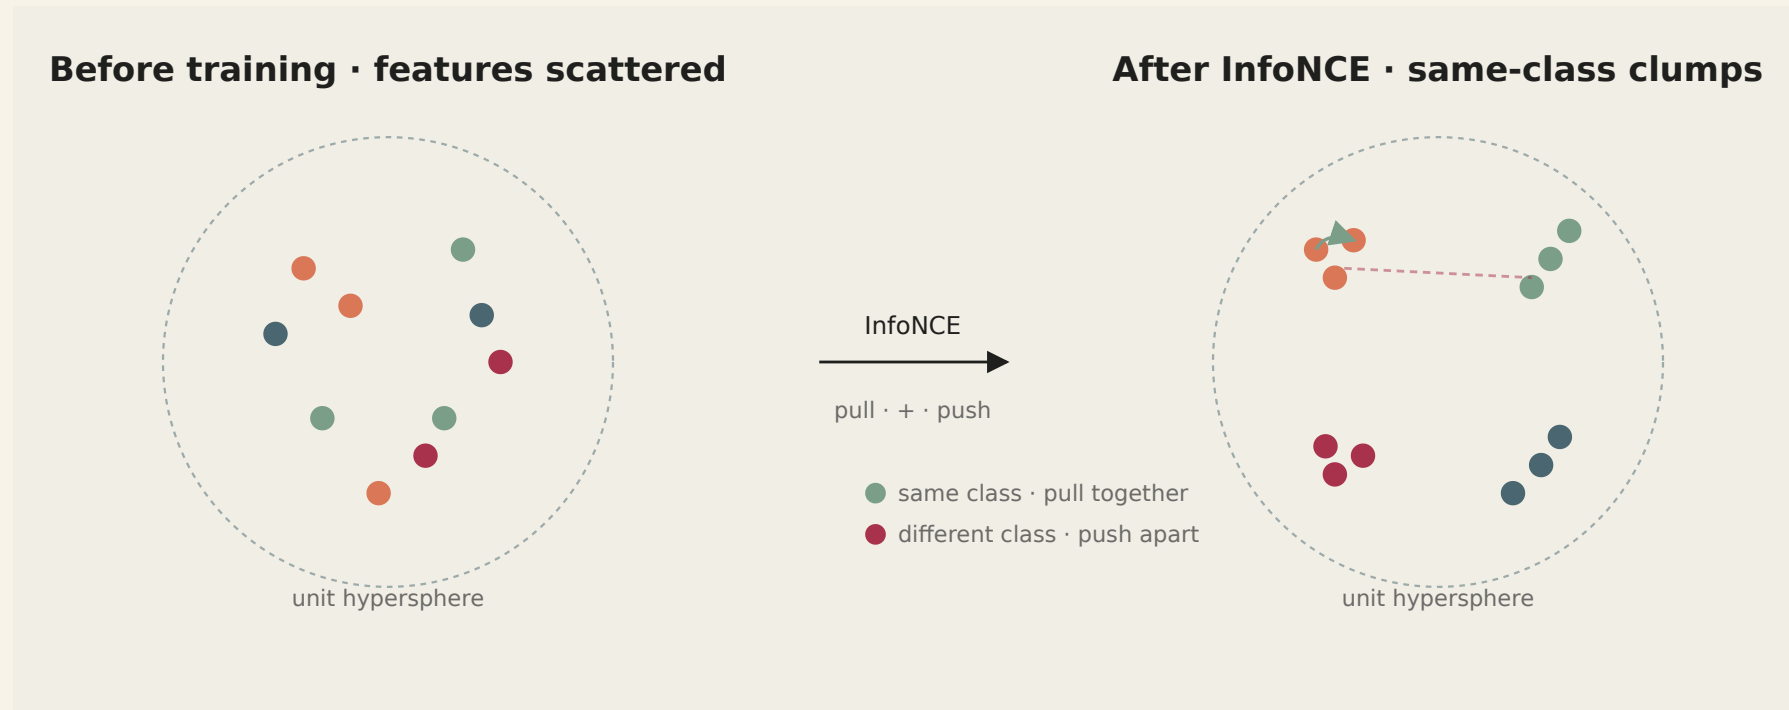 Before training · features scattered
After InfoNCE · same-class clumps
InfoNCE
pull · + · push
same class · pull together
different class · push apart
unit hypersphere
unit hypersphere